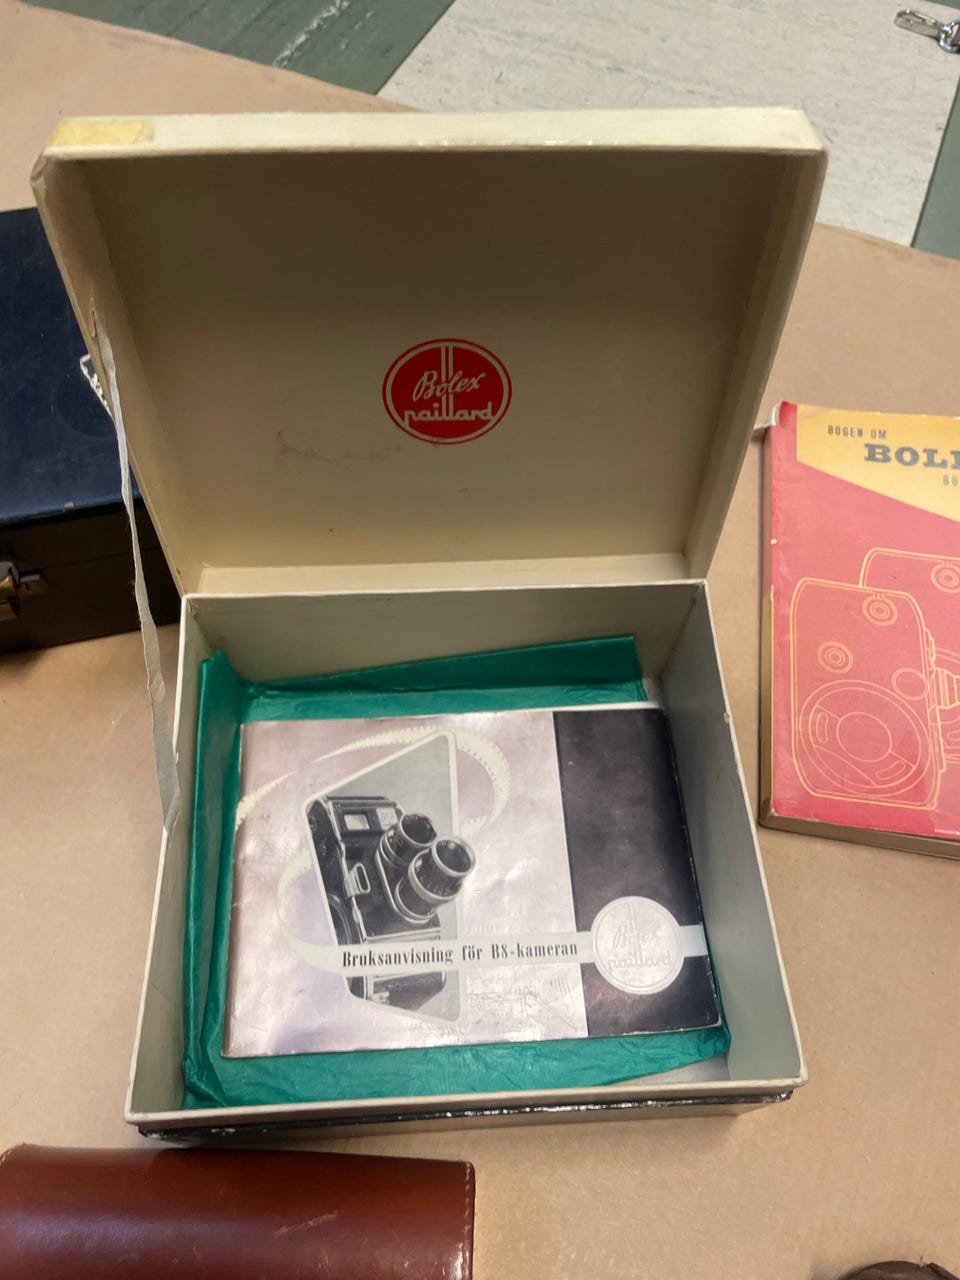 Bolex
paillard
BOGEN OM
BOL
Bruksanvisning för B8-kameran
Bolex
paillard